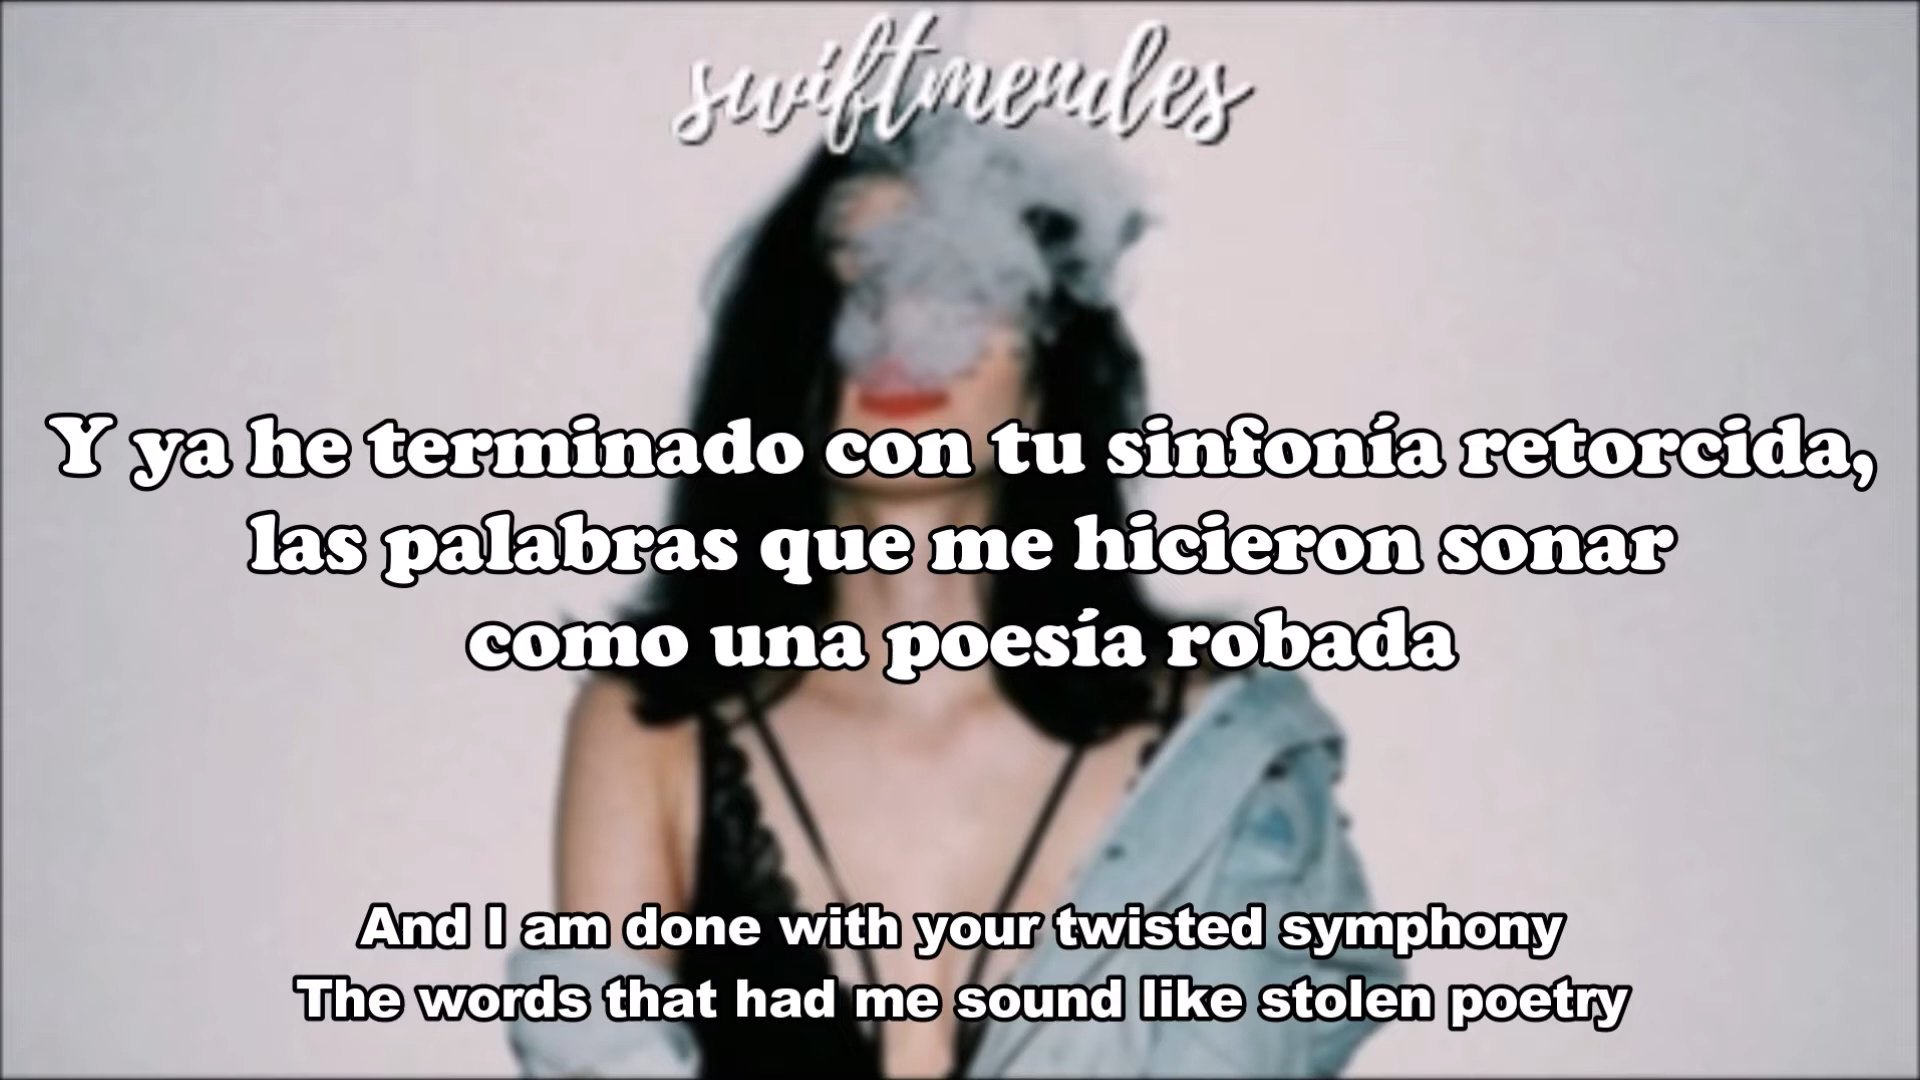 swiftmendes
Y ya he terminado con tu sinfonía retorcida,
las palabras que me hicieron sonar
como una poesía robada
And I am done with your twisted symphony
The words that had me sound like stolen poetry